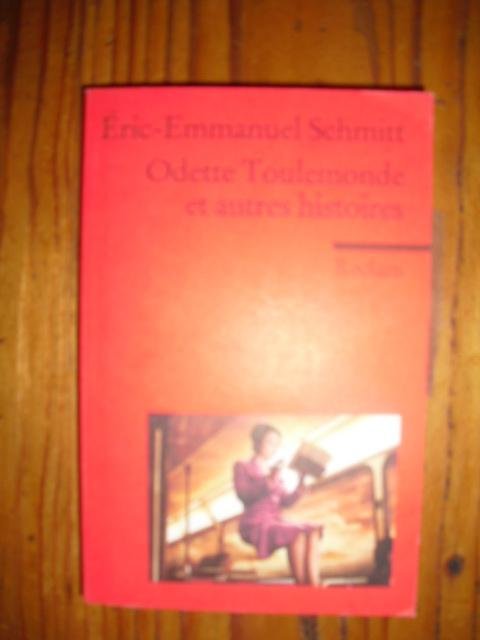 Éric-Emmanuel Schmitt
Odette Toulemonde
et autres histoires
Reclam